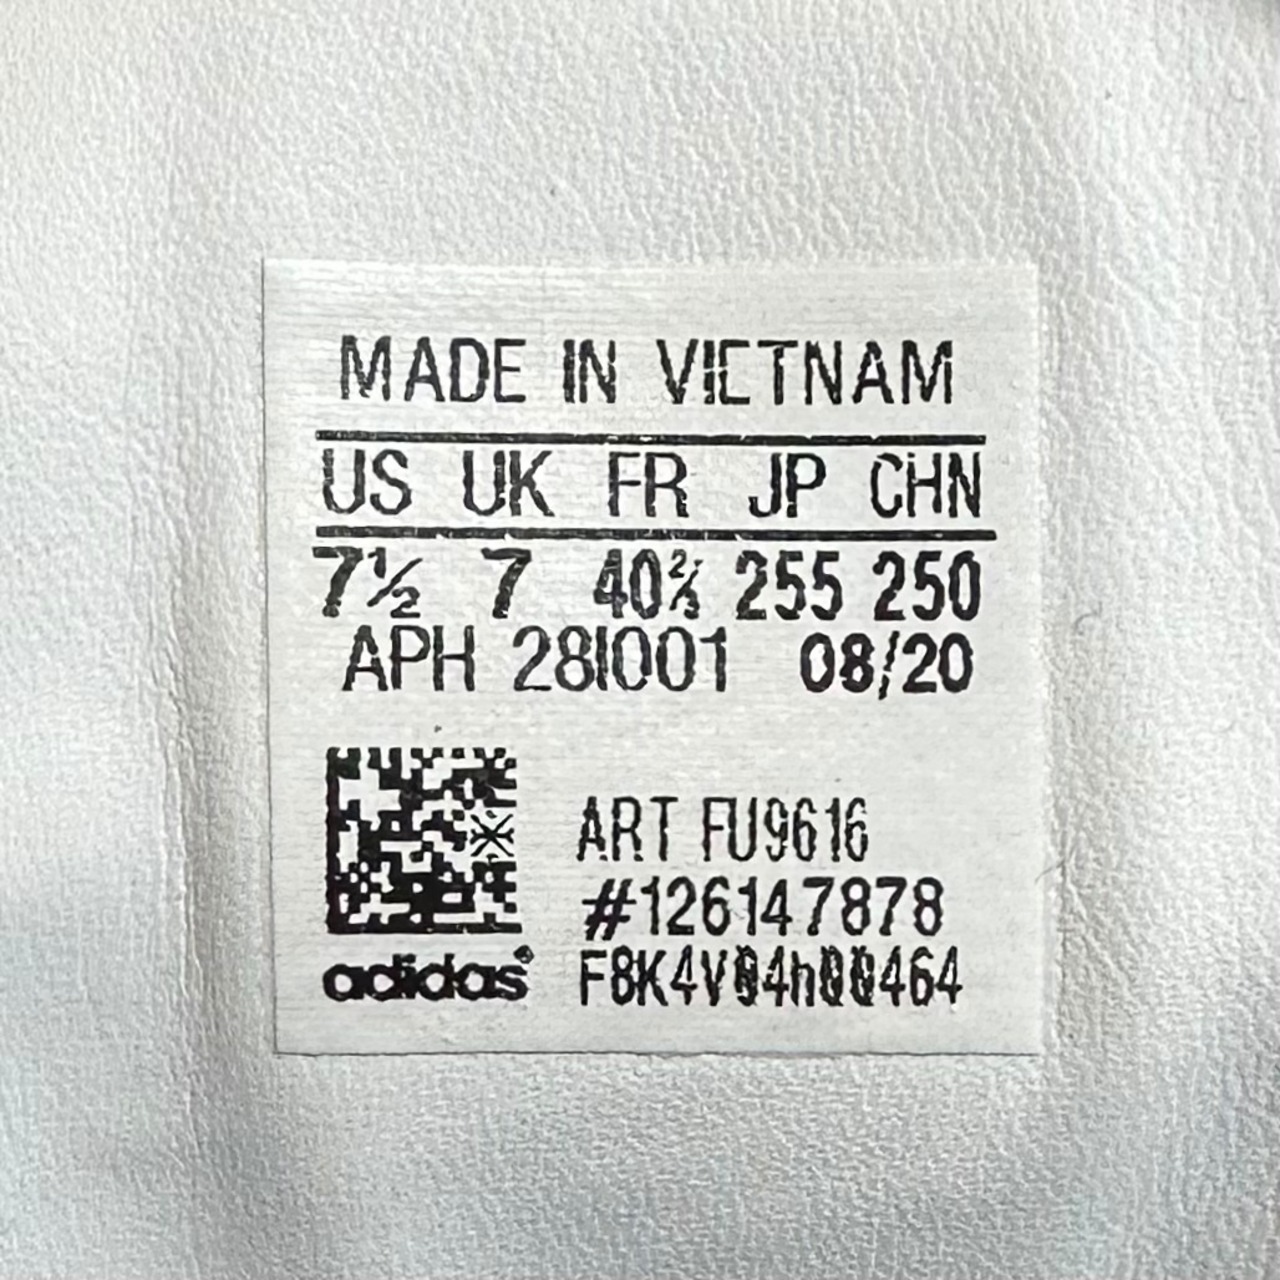 MADE IN VIETNAM
US UK FR JP CHN
7½ 7 40⅔ 255 250
APH 28I001 08/20
ART FU9616
#126147878
adidas®